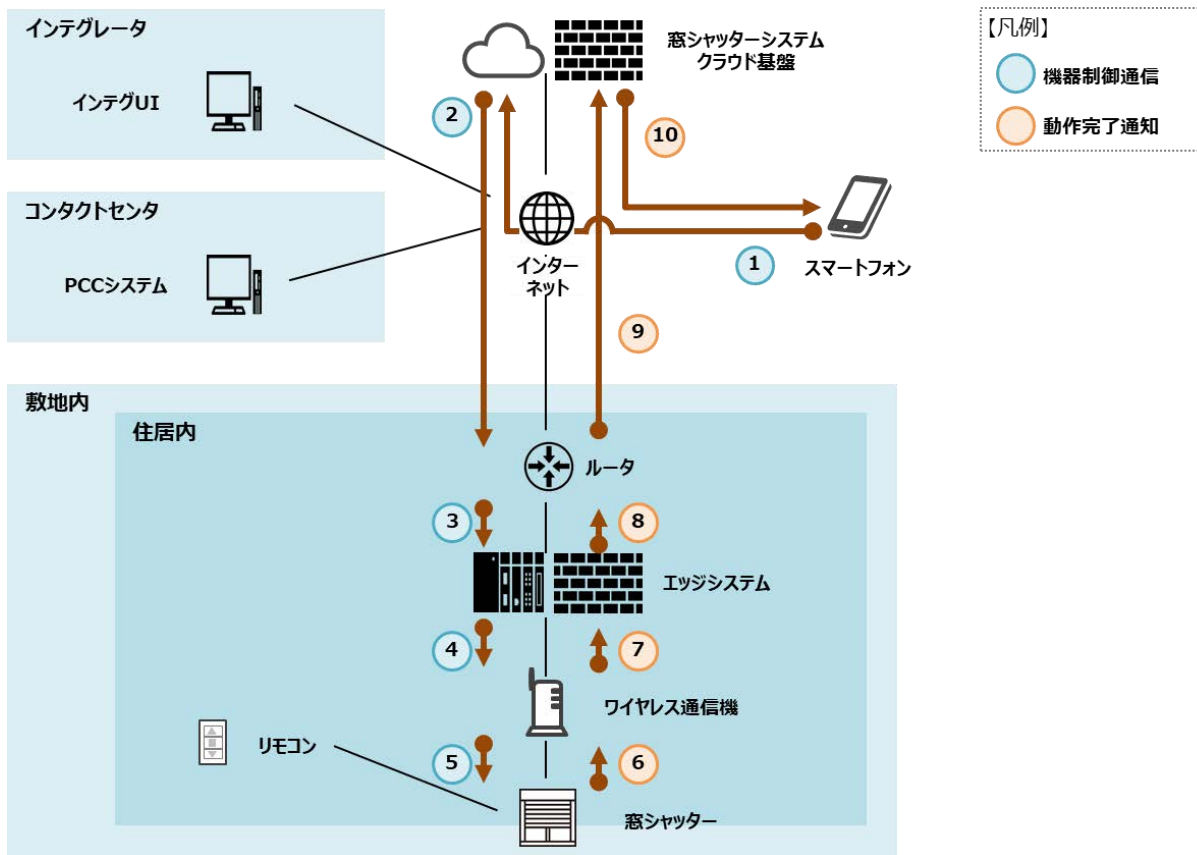 インテグレータ
インテグUI
窓シャッターシステム
クラウド基盤
【凡例】
機器制御通信
動作完了通知
2
10
コンタクトセンタ
PCCシステム
インター
ネット
1
スマートフォン
9
敷地内
住居内
ルータ
3
8
エッジシステム
4
7
ワイヤレス通信機
リモコン
5
6
窓シャッター